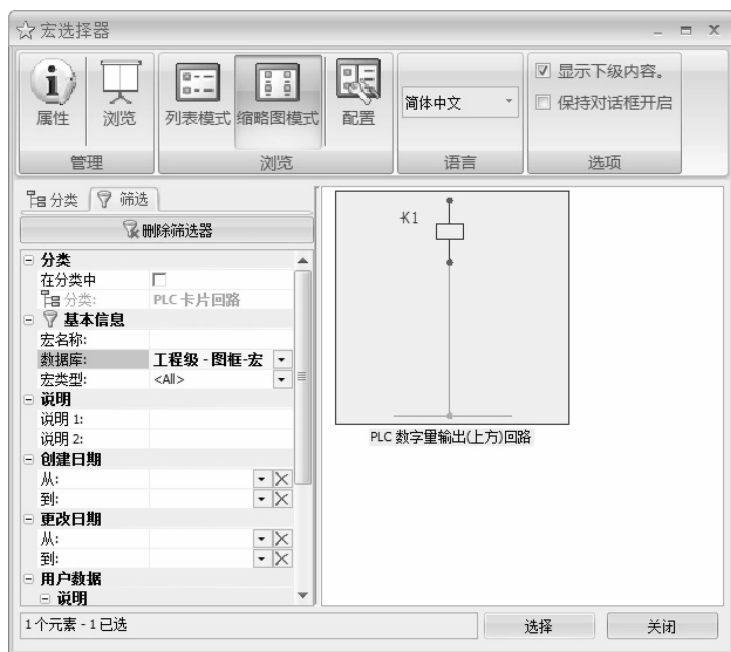 宏选择器
属性
浏览
列表模式
缩略图模式
配置
简体中文
显示下级内容。
保持对话框开启
管理
浏览
语言
选项
分类
筛选
删除筛选器
分类
在分类中
分类: PLC 卡片回路
基本信息
宏名称:
数据库: 工程级 - 图框-宏
宏类型: <All>
说明
说明 1:
说明 2:
创建日期
从:
到:
更改日期
从:
到:
用户数据
说明
-K1
PLC 数字量输出(上方)回路
1个元素 - 1已选
选择
关闭